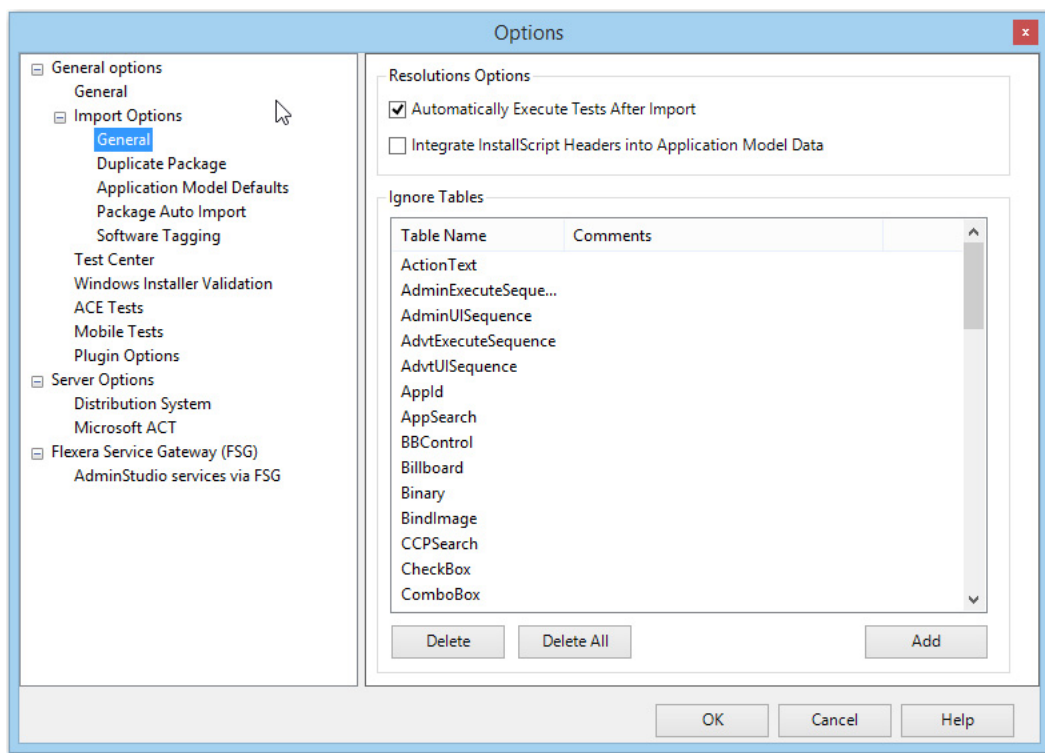 Options
x
General options
General
Import Options
General
Duplicate Package
Application Model Defaults
Package Auto Import
Software Tagging
Test Center
Windows Installer Validation
ACE Tests
Mobile Tests
Plugin Options
Server Options
Distribution System
Microsoft ACT
Flexera Service Gateway (FSG)
AdminStudio services via FSG
Resolutions Options
Automatically Execute Tests After Import
Integrate InstallScript Headers into Application Model Data
Ignore Tables
Table Name Comments
ActionText
AdminExecuteSeque...
AdminUISequence
AdvtExecuteSequence
AdvtUISequence
AppId
AppSearch
BBControl
Billboard
Binary
BindImage
CCPSearch
CheckBox
ComboBox
Delete Delete All Add
OK Cancel Help